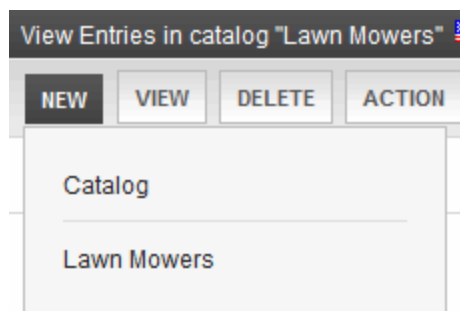 View Entries in catalog "Lawn Mowers"
NEW VIEW DELETE ACTION
Catalog
Lawn Mowers